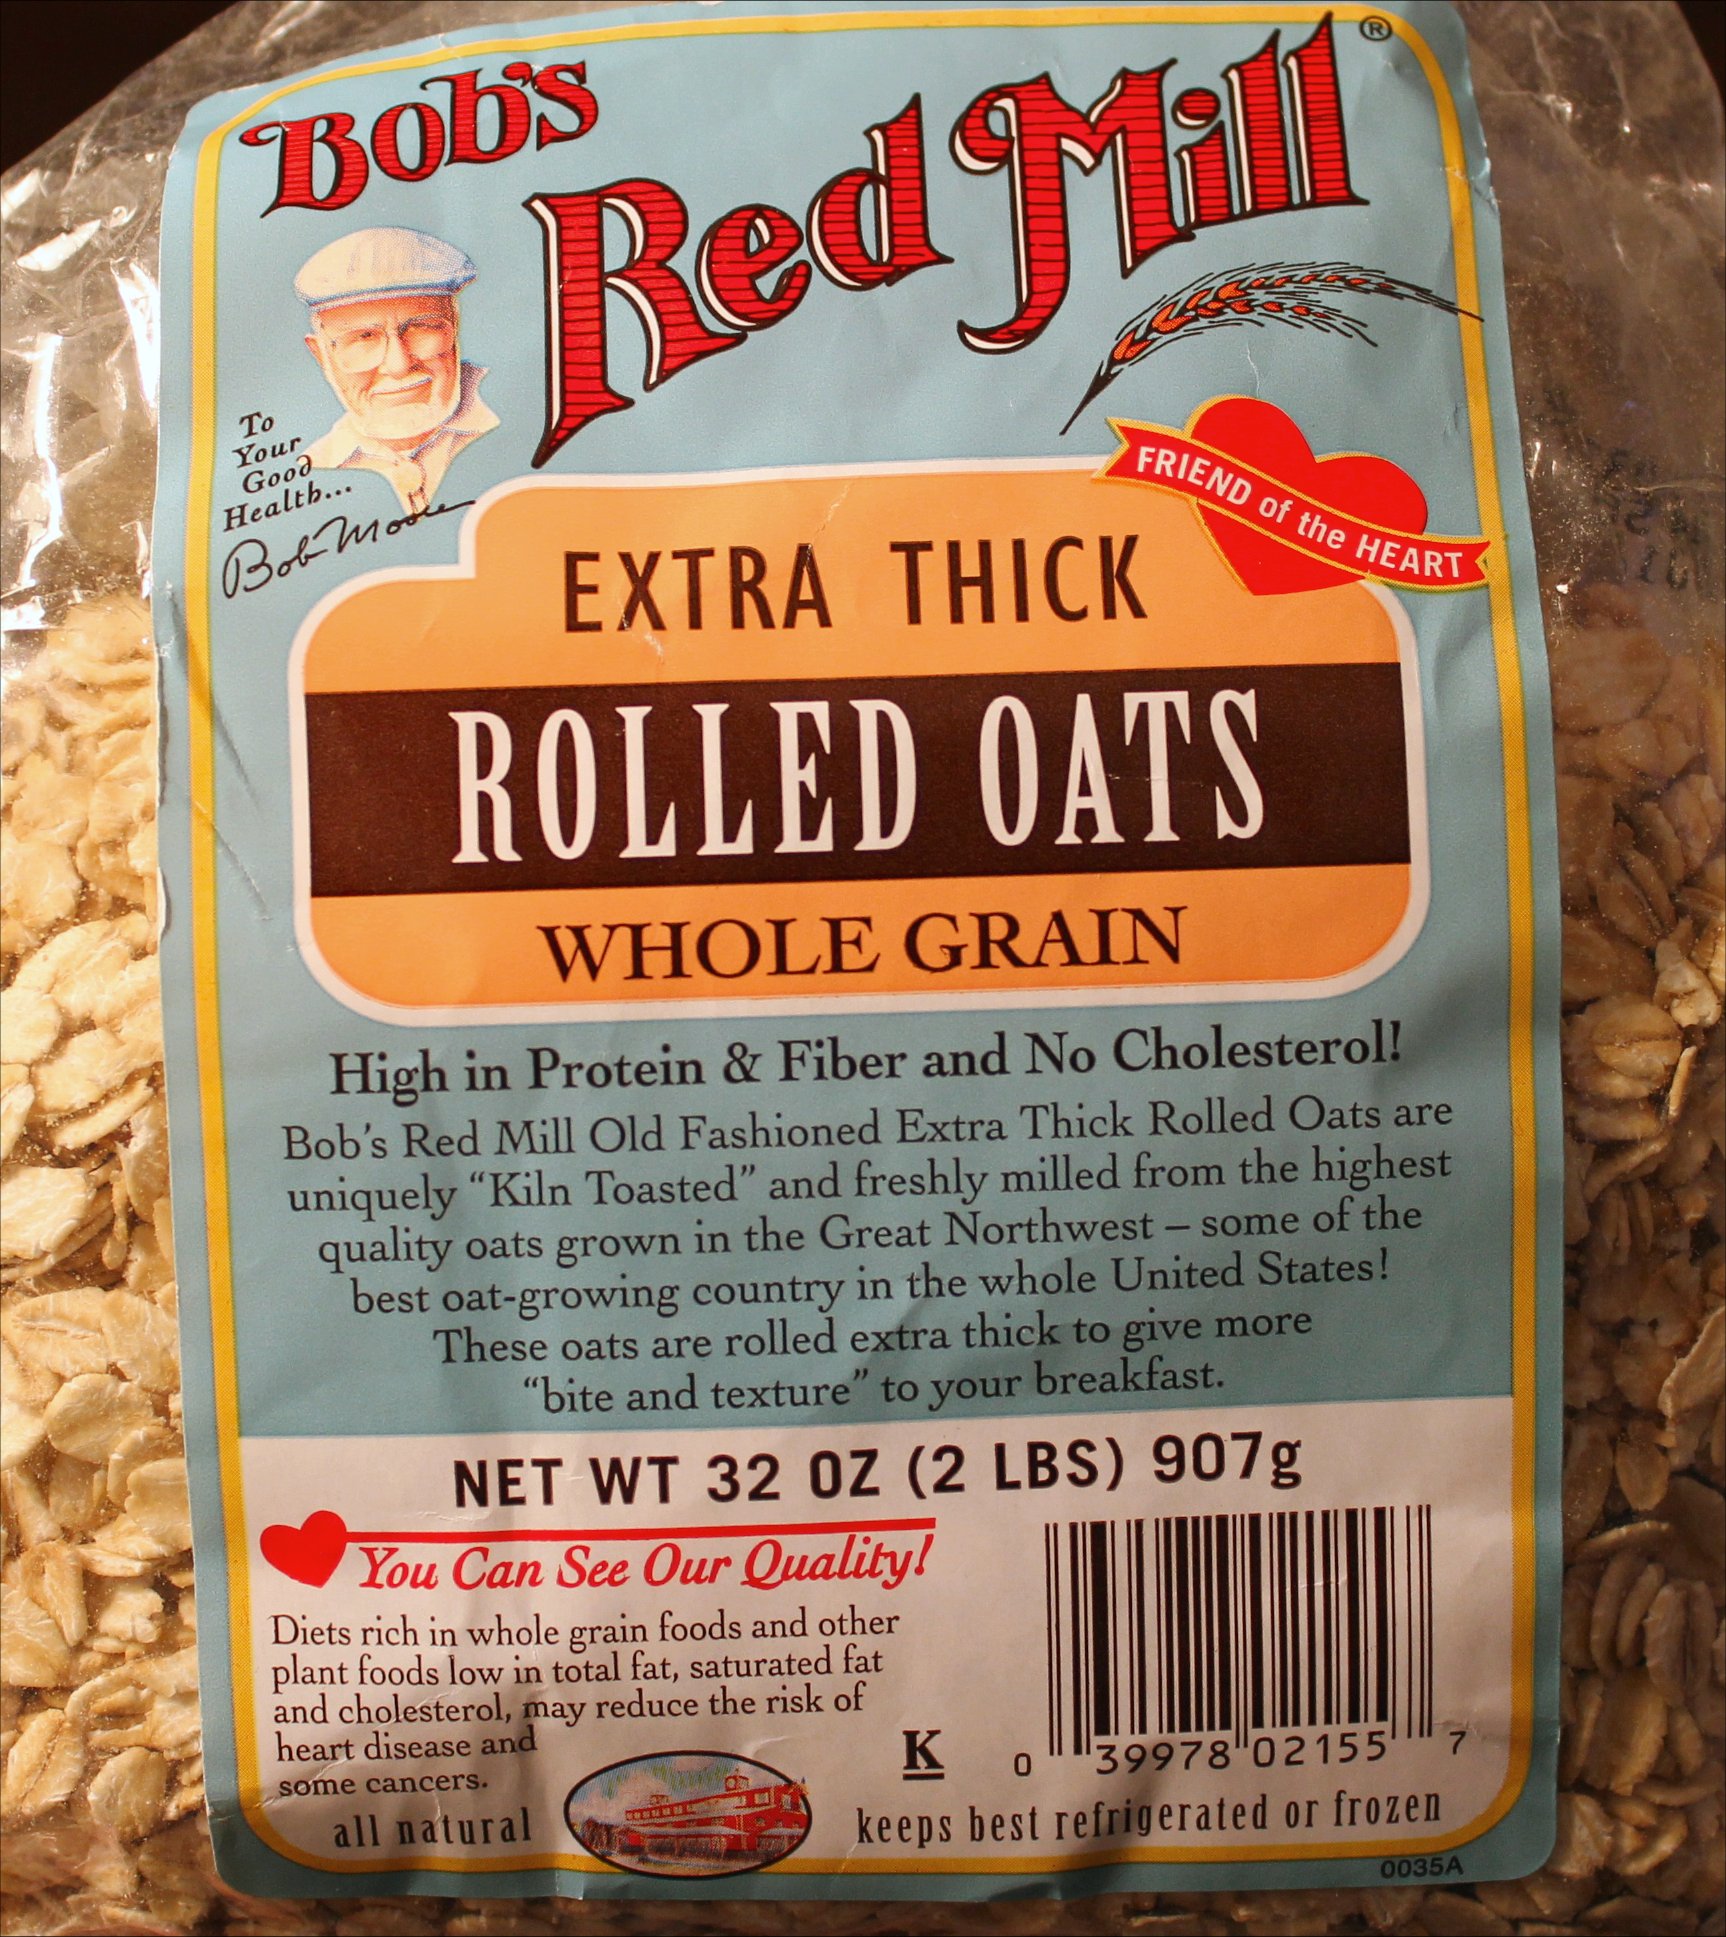 Bob's
Red Mill®
To
Your
Good
Health...
Bob Moore
FRIEND of the HEART
EXTRA THICK
ROLLED OATS
WHOLE GRAIN
High in Protein & Fiber and No Cholesterol!
Bob's Red Mill Old Fashioned Extra Thick Rolled Oats are
uniquely “Kiln Toasted” and freshly milled from the highest
quality oats grown in the Great Northwest – some of the
best oat-growing country in the whole United States!
These oats are rolled extra thick to give more
“bite and texture” to your breakfast.
NET WT 32 OZ (2 LBS) 907g
You Can See Our Quality!
Diets rich in whole grain foods and other
plant foods low in total fat, saturated fat
and cholesterol, may reduce the risk of
heart disease and
some cancers.
all natural
K
0 39978 02155 7
keeps best refrigerated or frozen
0035A